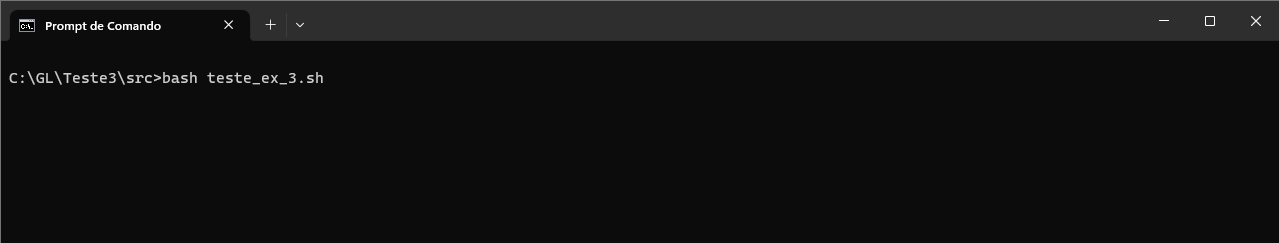 Prompt de Comando
C:\GL\Teste3\src>bash teste_ex_3.sh